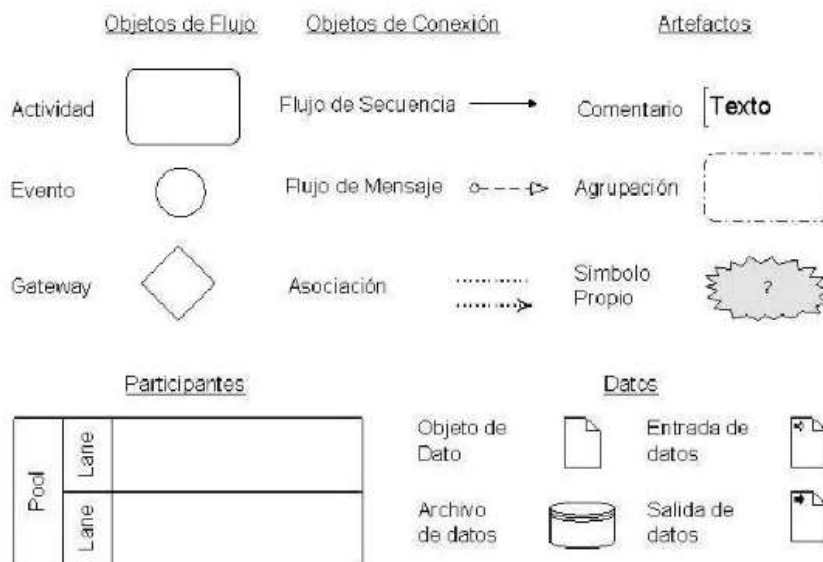 Objetos de Flujo
Objetos de Conexión
Artefactos
Actividad
Flujo de Secuencia
Comentario
Texto
Evento
Flujo de Mensaje
Agrupación
Gateway
Asociación
Símbolo
Propio
?
Participantes
Datos
Pool
Lane
Lane
Objeto de
Dato
Entrada de
datos
Archivo
de datos
Salida de
datos